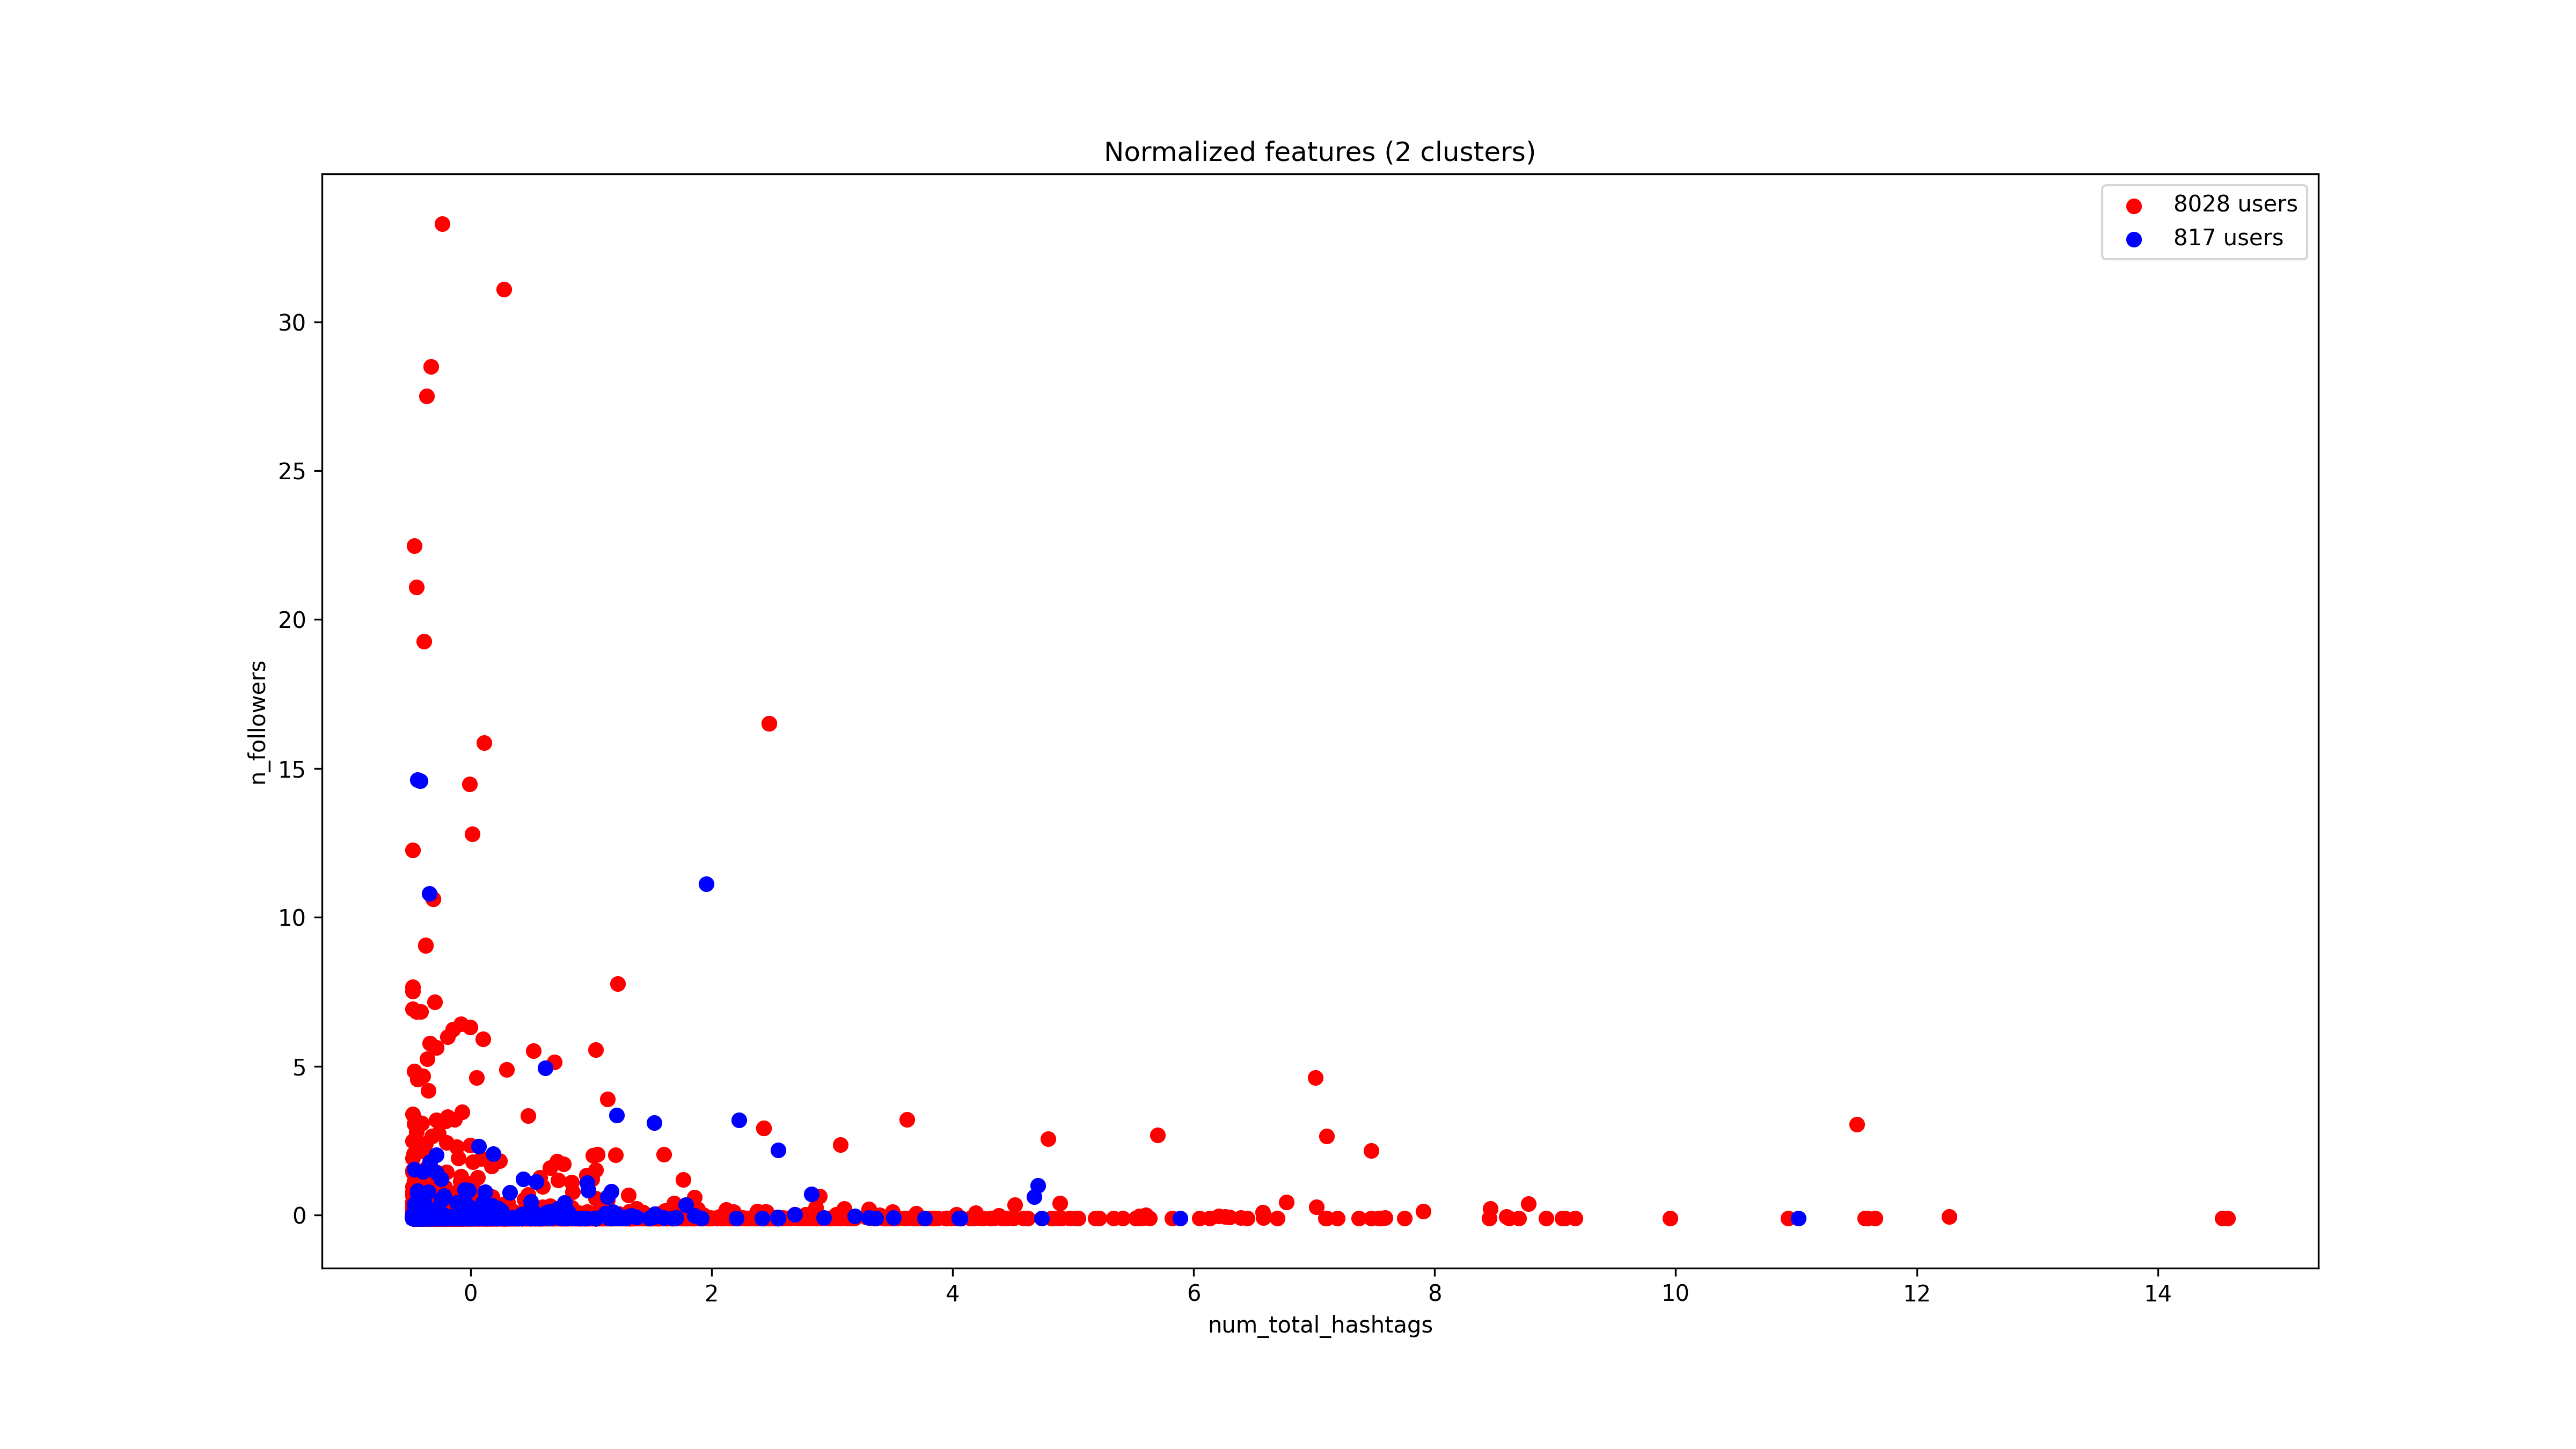 Normalized features (2 clusters)
8028 users
817 users
n_followers
30
25
20
15
10
5
0
0 2 4 6 8 10 12 14
num_total_hashtags